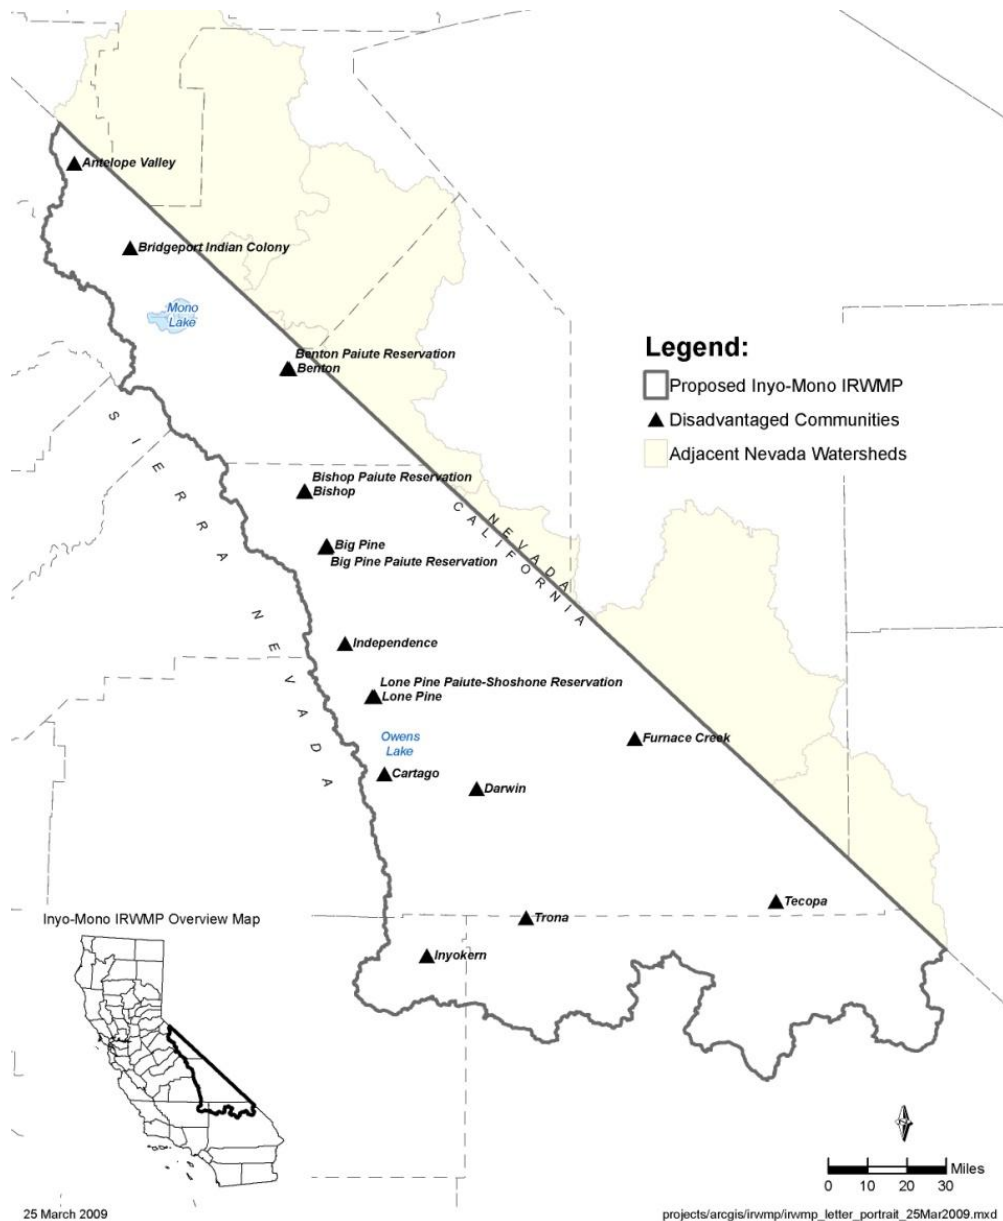 Antelope Valley
Bridgeport Indian Colony
Mono
Lake
Benton Paiute Reservation
Benton
Legend:
Proposed Inyo-Mono IRWMP
Disadvantaged Communities
Adjacent Nevada Watersheds
SIERRA NEVADA
Bishop Paiute Reservation
Bishop
NEVADA
CALIFORNIA
Big Pine
Big Pine Paiute Reservation
Independence
Lone Pine Paiute-Shoshone Reservation
Lone Pine
Owens
Lake
Furnace Creek
Cartago
Darwin
Tecopa
Trona
Inyokern
Inyo-Mono IRWMP Overview Map
Miles
0 10 20 30
25 March 2009
projects/arcgis/irwmp/irwmp_letter_portrait_25Mar2009.mxd